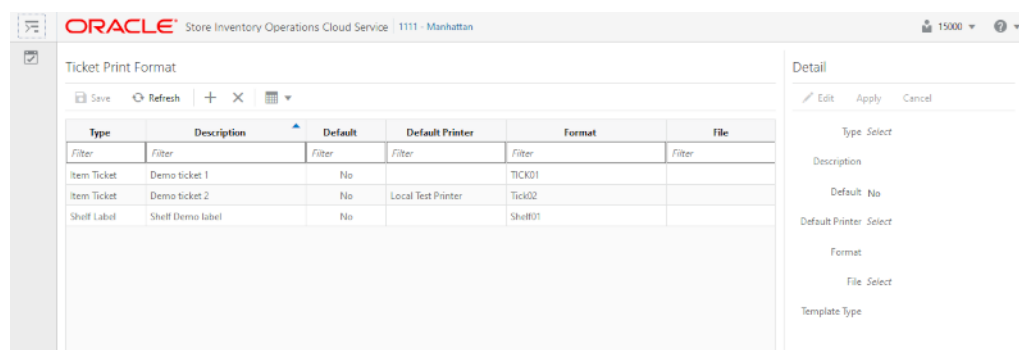 ORACLE® Store Inventory Operations Cloud Service 1111 - Manhattan 15000
Ticket Print Format
Save Refresh
Type Description Default Default Printer Format File
Filter Filter Filter Filter Filter Filter
Item Ticket Demo ticket 1 No TICK01
Item Ticket Demo ticket 2 No Local Test Printer Tick02
Shelf Label Shelf Demo label No Shelf01
Detail
Edit Apply Cancel
Type Select
Description
Default No
Default Printer Select
Format
File Select
Template Type